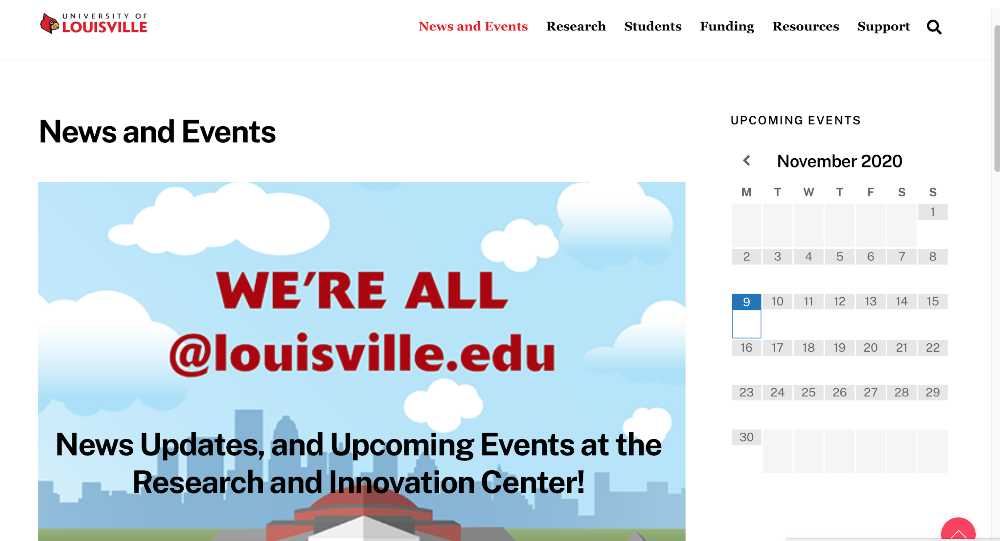 UNIVERSITY OF
LOUISVILLE
News and Events Research Students Funding Resources Support
News and Events
WE'RE ALL
@louisville.edu
News Updates, and Upcoming Events at the
Research and Innovation Center!
UPCOMING EVENTS
November 2020
M T W T F S S
1
2 3 4 5 6 7 8
9 10 11 12 13 14 15
16 17 18 19 20 21 22
23 24 25 26 27 28 29
30